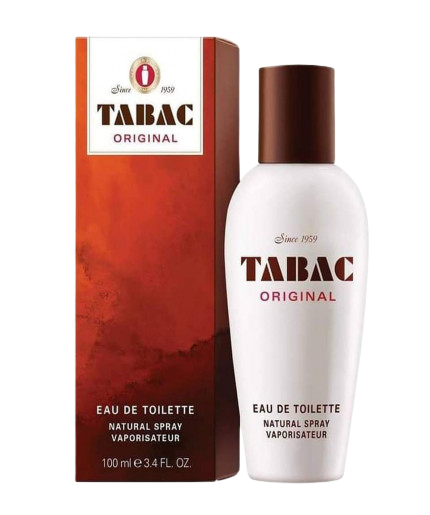 Since 1959
TABAC
ORIGINAL
EAU DE TOILETTE
NATURAL SPRAY
VAPORISATEUR
100 ml ℮ 3.4 FL. OZ.
Since 1959
TABAC
ORIGINAL
EAU DE TOILETTE
NATURAL SPRAY
VAPORISATEUR